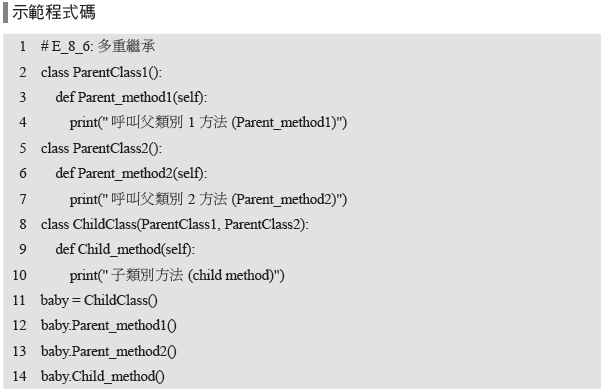 示範程式碼
1 # E_8_6: 多重繼承
2 class ParentClass1():
3 def Parent_method1(self):
4 print(" 呼叫父類別 1 方法 (Parent_method1)")
5 class ParentClass2():
6 def Parent_method2(self):
7 print(" 呼叫父類別 2 方法 (Parent_method2)")
8 class ChildClass(ParentClass1, ParentClass2):
9 def Child_method(self):
10 print(" 子類別方法 (child method)")
11 baby = ChildClass()
12 baby.Parent_method1()
13 baby.Parent_method2()
14 baby.Child_method()